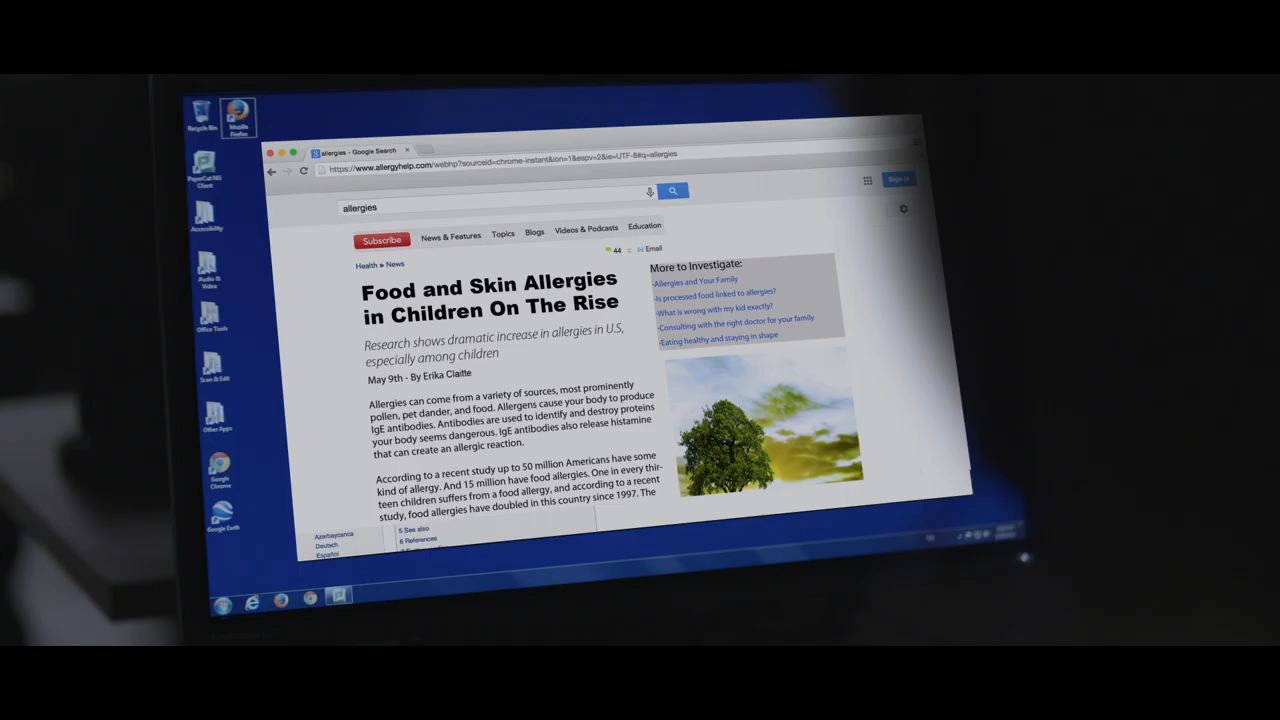 Recycle Bin
Mozilla
Firefox
PaperCut NG
Client
Accessibility
Audio &
Video
Office Tools
Scan & Edit
Other Apps
Google
Chrome
Google Earth
allergies - Google Search
https://www.allergyhelp.com/webhp?sourceid=chrome-instant&ion=1&espv=2&ie=UTF-8#q=allergies
allergies
Sign in
Subscribe News & Features Topics Blogs Videos & Podcasts Education
44 Email
Health » News
Food and Skin Allergies
in Children On The Rise
Research shows dramatic increase in allergies in U.S,
especially among children
May 9th - By Erika Claitte
Allergies can come from a variety of sources, most prominently
pollen, pet dander, and food. Allergens cause your body to produce
IgE antibodies. Antibodies are used to identify and destroy proteins
your body seems dangerous. IgE antibodies also release histamine
that can create an allergic reaction.
According to a recent study up to 50 million Americans have some
kind of allergy. And 15 million have food allergies. One in every thir-
teen children suffers from a food allergy, and according to a recent
study, food allergies have doubled in this country since 1997. The
More to Investigate:
-Allergies and Your Family
-Is processed food linked to allergies?
-What is wrong with my kid exactly?
-Consulting with the right doctor for your family
-Eating healthy and staying in shape
Azərbaycanca
Deutsch
Español
5 See also
6 References